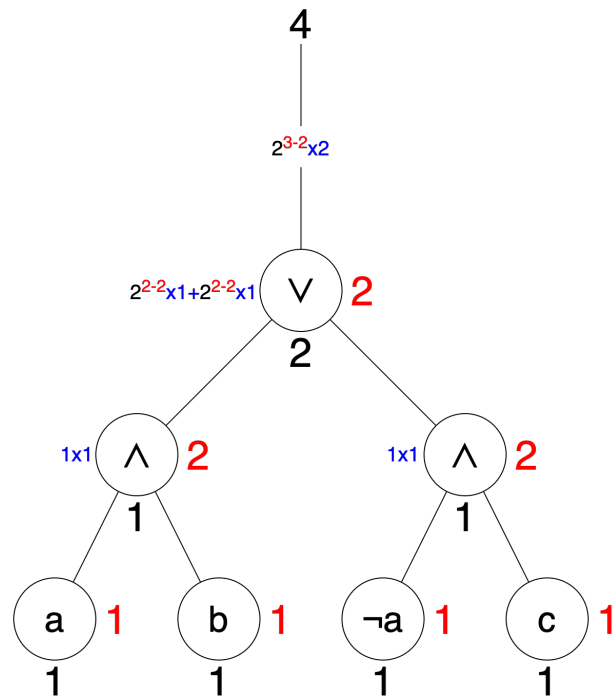 4
2^{3-2}x2
2^{2-2}x1+2^{2-2}x1 ∨ 2
2
1x1 ∧ 2 1x1 ∧ 2
1 1
a 1 b 1 ¬a 1 c 1
1 1 1 1